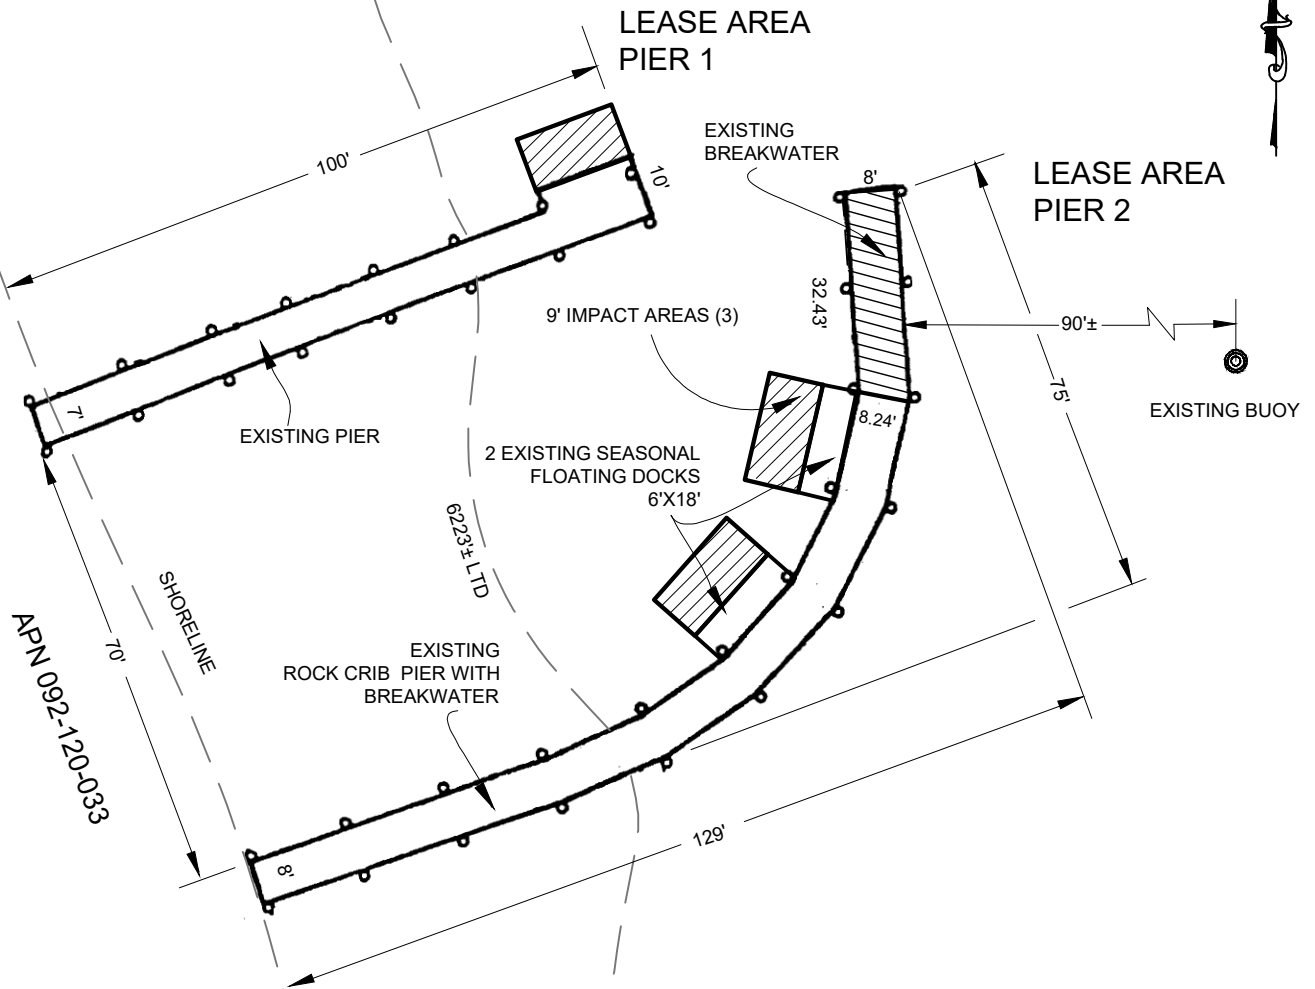 LEASE AREA
PIER 1
100'
10'
EXISTING
BREAKWATER
8'
LEASE AREA
PIER 2
32.43'
9' IMPACT AREAS (3)
90'±
75'
EXISTING BUOY
7'
EXISTING PIER
8.24'
2 EXISTING SEASONAL
FLOATING DOCKS
6'X18'
6223'± LTD
SHORELINE
70'
APN 092-120-033
EXISTING
ROCK CRIB PIER WITH
BREAKWATER
8'
129'